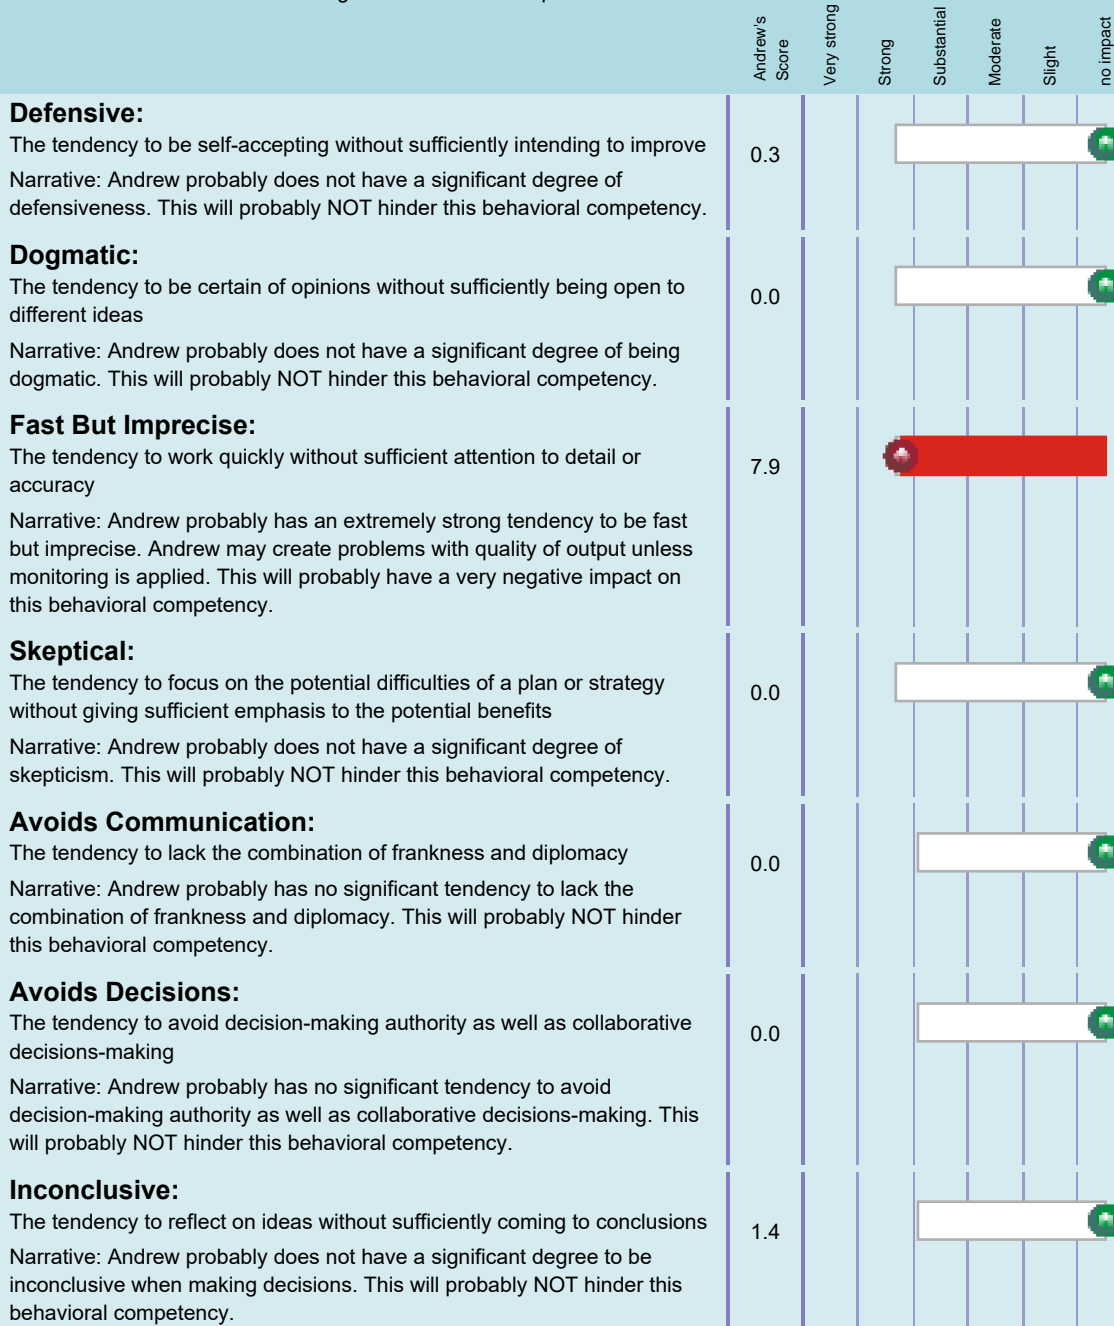 Andrew's
Score
Very strong
Strong
Substantial
Moderate
Slight
no impact
Defensive:
The tendency to be self-accepting without sufficiently intending to improve
0.3
Narrative: Andrew probably does not have a significant degree of
defensiveness. This will probably NOT hinder this behavioral competency.
Dogmatic:
The tendency to be certain of opinions without sufficiently being open to
different ideas
0.0
Narrative: Andrew probably does not have a significant degree of being
dogmatic. This will probably NOT hinder this behavioral competency.
Fast But Imprecise:
The tendency to work quickly without sufficient attention to detail or
accuracy
7.9
Narrative: Andrew probably has an extremely strong tendency to be fast
but imprecise. Andrew may create problems with quality of output unless
monitoring is applied. This will probably have a very negative impact on
this behavioral competency.
Skeptical:
The tendency to focus on the potential difficulties of a plan or strategy
without giving sufficient emphasis to the potential benefits
0.0
Narrative: Andrew probably does not have a significant degree of
skepticism. This will probably NOT hinder this behavioral competency.
Avoids Communication:
The tendency to lack the combination of frankness and diplomacy
0.0
Narrative: Andrew probably has no significant tendency to lack the
combination of frankness and diplomacy. This will probably NOT hinder
this behavioral competency.
Avoids Decisions:
The tendency to avoid decision-making authority as well as collaborative
decisions-making
0.0
Narrative: Andrew probably has no significant tendency to avoid
decision-making authority as well as collaborative decisions-making. This
will probably NOT hinder this behavioral competency.
Inconclusive:
The tendency to reflect on ideas without sufficiently coming to conclusions
1.4
Narrative: Andrew probably does not have a significant degree to be
inconclusive when making decisions. This will probably NOT hinder this
behavioral competency.